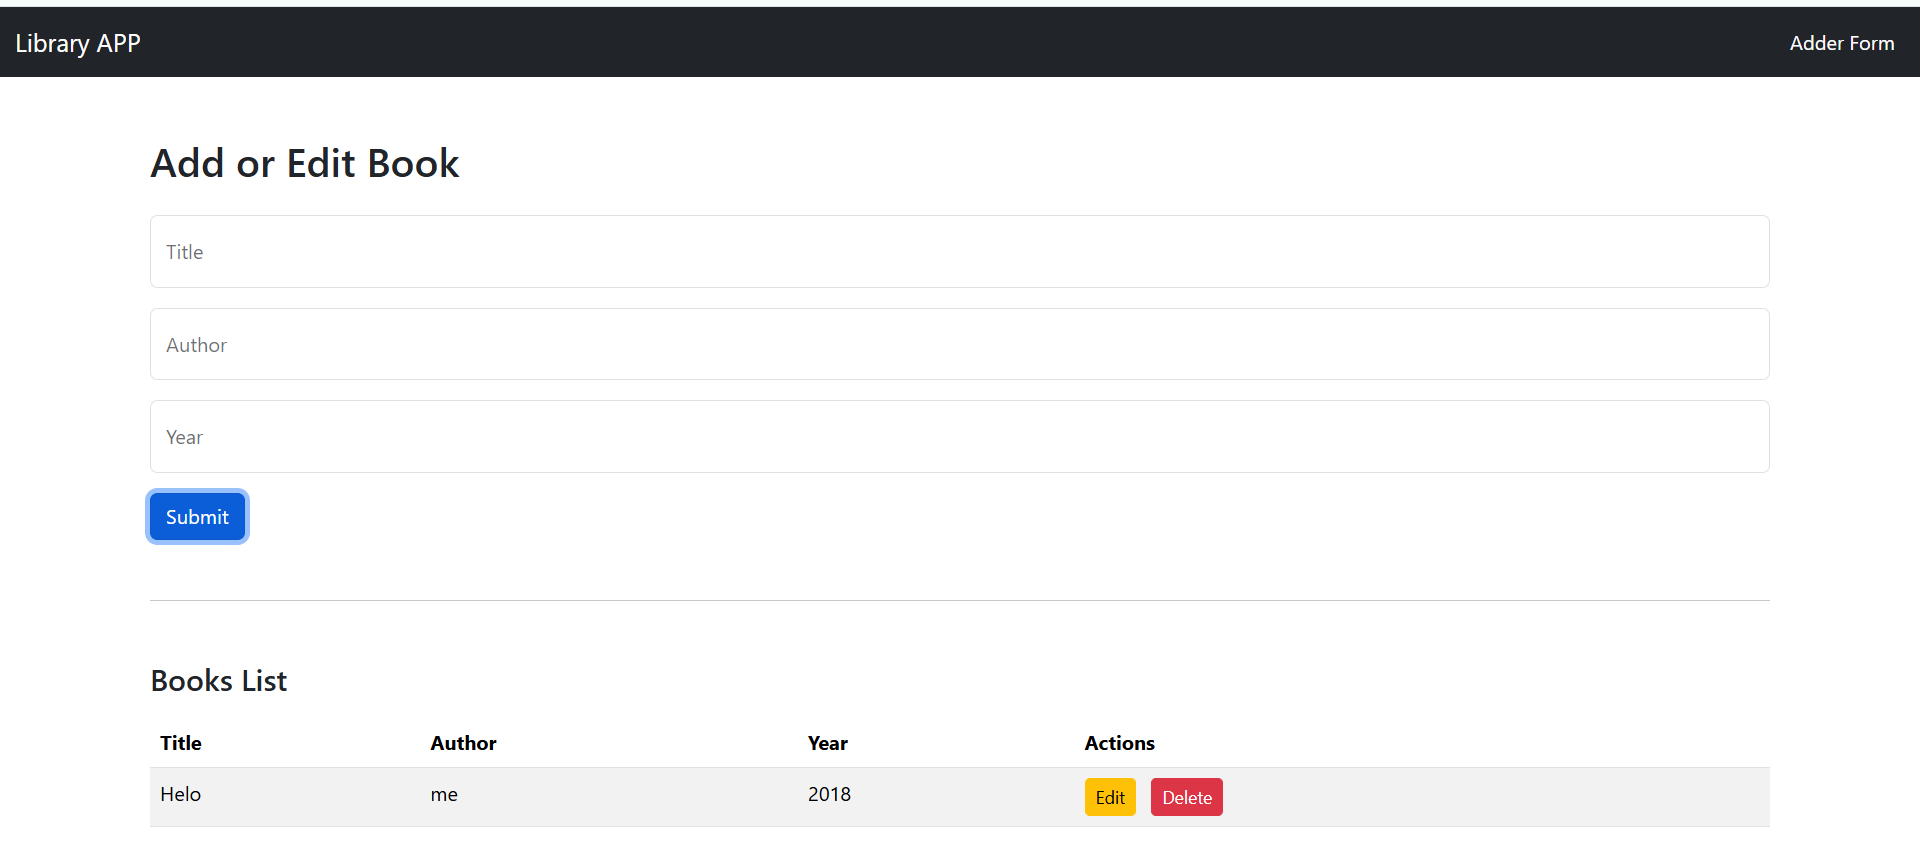 Library APP Adder Form
Add or Edit Book
Title
Author
Year
Submit
Books List
Title Author Year Actions
Helo me 2018 Edit Delete